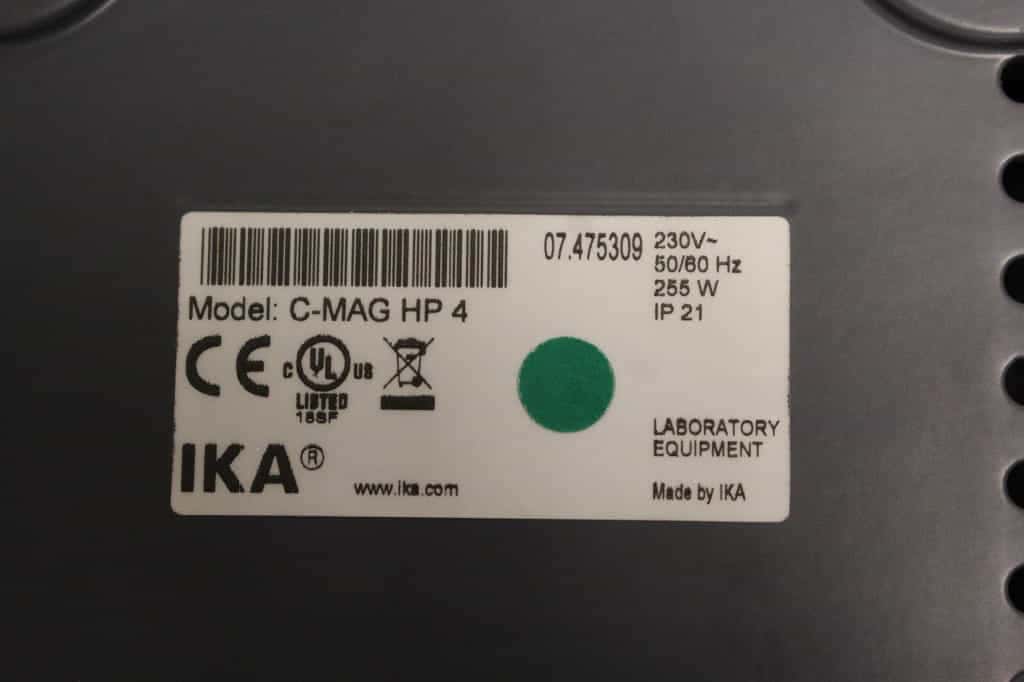 07.475309
230V~
50/60 Hz
255 W
IP 21
Model: C-MAG HP 4
CE
C UL US
LISTED
18SF
LABORATORY
EQUIPMENT
IKA®
www.ika.com
Made by IKA